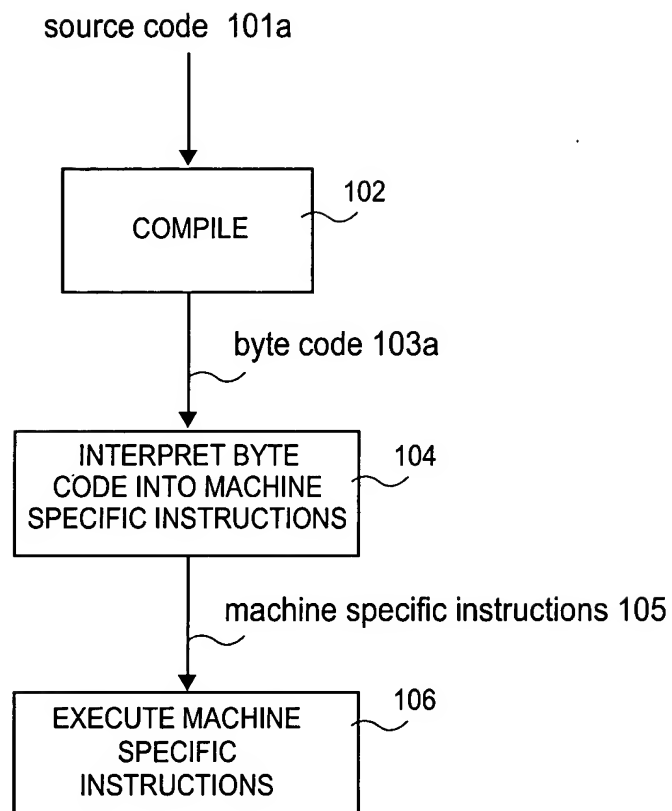 source code 101a
102
COMPILE
byte code 103a
INTERPRET BYTE
CODE INTO MACHINE
SPECIFIC INSTRUCTIONS
104
machine specific instructions 105
EXECUTE MACHINE
SPECIFIC
INSTRUCTIONS
106